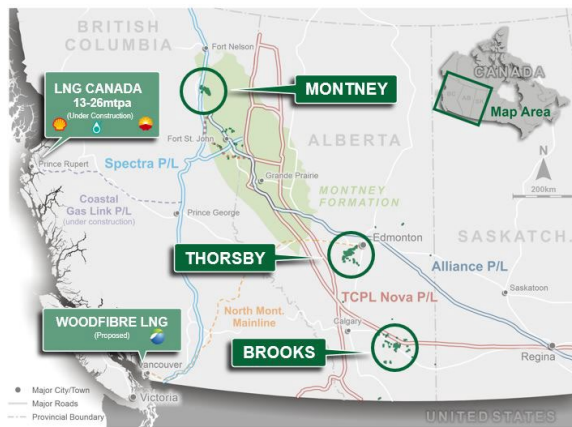 BRITISH
COLUMBIA
Fort Nelson
LNG CANADA
13-26mtpa
(Under Construction)
MONTNEY
CANADA
Map Area
N
200km
Fort St. John
ALBERTA
Prince Rupert
Spectra P/L
Grande Prairie
MONTNEY
FORMATION
Coastal
Gas Link P/L
(under construction)
Prince George
SASKATCH.
Edmonton
THORSBY
Alliance P/L
Saskatoon
TCPL Nova P/L
North Mont.
Mainline
WOODFIBRE LNG
(Proposed)
Calgary
BROOKS
Regina
Vancouver
Victoria
Major City/Town
Major Roads
Provincial Boundary
UNITED STATES